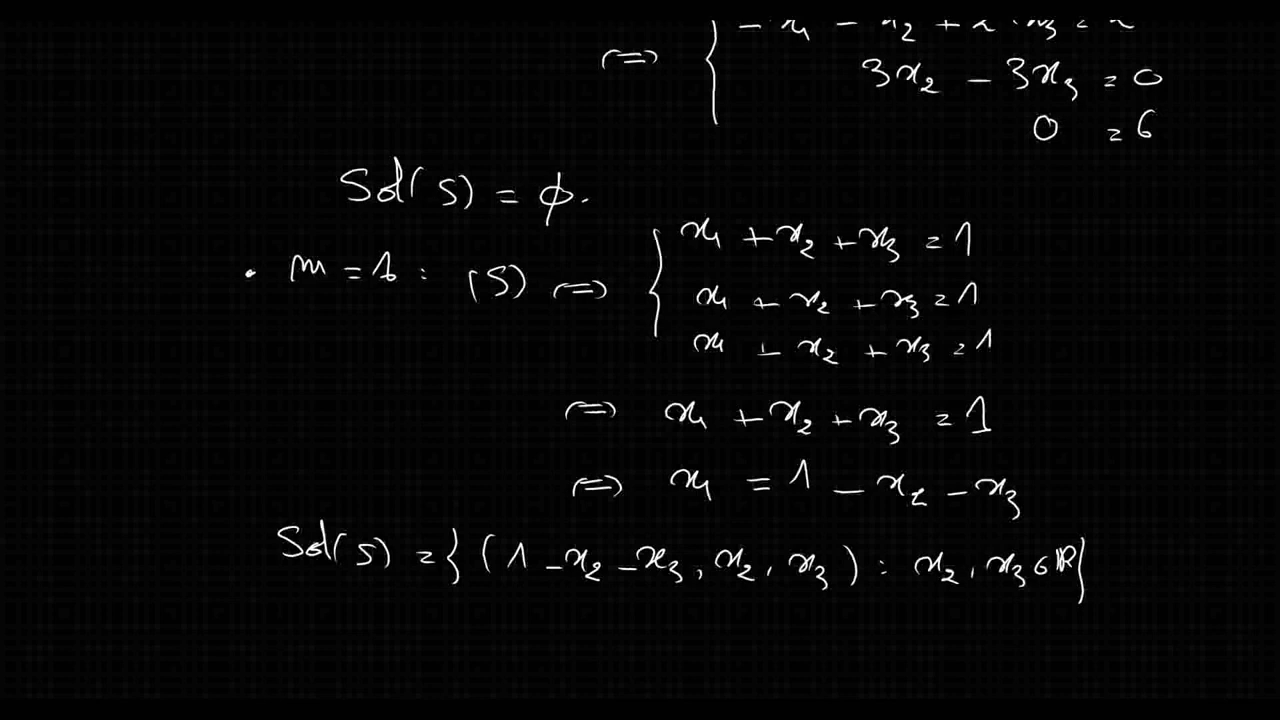 3x₂ - 3x₃ = 0
(=) {
0 = 6
Sol(S) = ϕ.
x₁ + x₂ + x₃ = 1
• m = 1 : (S) (=) { x₁ + x₂ + x₃ = 1
x₁ + x₂ + x₃ = 1
(=) x₁ + x₂ + x₃ = 1
(=) x₁ = 1 - x₂ - x₃
Sol(S) = { (1 - x₂ - x₃, x₂, x₃) : x₂, x₃ ∈ ℝ}